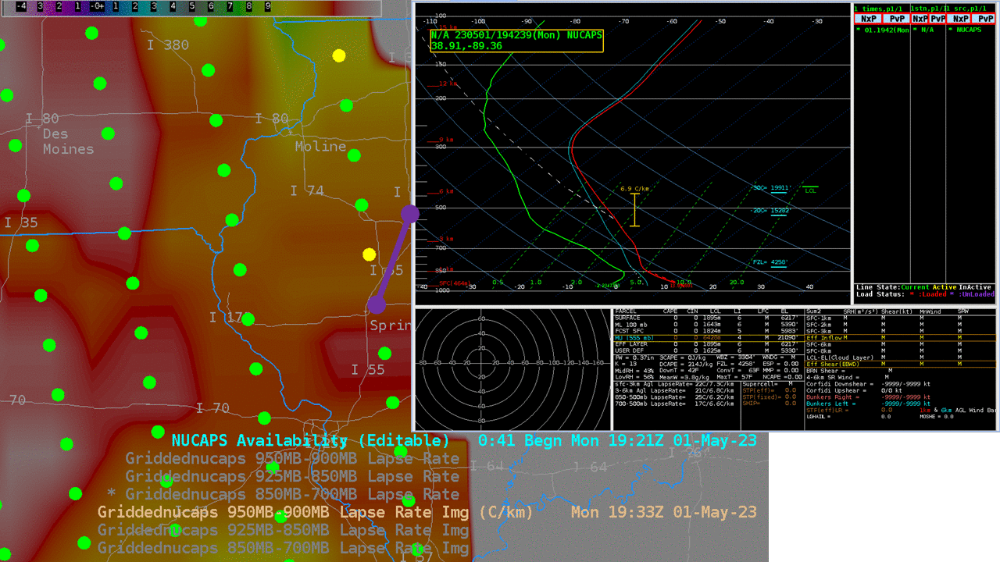 -4 -3 -2 -1 -0+ 1 2 3 4 5 6 7 8 9
I 380
I 80
I 80
Des
Moines
Moline
I 74
I
I 35
I 55
I 17
Sprin
I 55
70
I 70
I 64
I 64
NUCAPS Availability (Editable) 0:41 Begn Mon 19:21Z 01-May-23
Griddednucaps 950MB-900MB Lapse Rate
Griddednucaps 925MB-850MB Lapse Rate
* Griddednucaps 850MB-700MB Lapse Rate
Griddednucaps 950MB-900MB Lapse Rate Img (C/km) Mon 19:33Z 01-May-23
Griddednucaps 925MB-850MB Lapse Rate Img
Griddednucaps 850MB-700MB Lapse Rate Img
-110 -100 -90 -80 -70 -60 -50 -40 -30
N/A 230501/194239(Mon) NUCAPS
38.91,-89.36
100
150
200
300
500
700
850
1000
12 km
9 km
6 km
3 km
SFC(464m)
6.9 C/km
-30C= 19911'
LCL
-20C= 15282'
FZL= 4258'
0.5 1.0 2.0 5.0 10.0 20.0
-40 -30 -20 -10 0 10 20 30 40
1 times,p1/1 1stn,p1/1 1 src,p1/1
NxP PvP NxP PvP NxP PvP
* 01.1942(Mon * N/A * NUCAPS
Line State:Current Active InActive
Load Status: * :Loaded * :UnLoaded
60
40
20
-80 -60 -40 -20 20 40 60 80 100 120 140 160
20
40
60
PARCEL CAPE CIN LCL LI LFC EL
SURFACE 0 0 1895m 6 M 6217'
ML 100 mb 0 0 1643m 6 M 5390'
FCST SFC 0 0 1824m 5 M 5983'
MU (555 mb) 0 0 6428m 4 M 21090'
EFF LAYER 0 0 1895m 6 M 6217'
USER DEF 0 0 1625m 6 M 5330'
PW = 0.37in 3CAPE = 0J/kg WBZ = 3304' WNDG = M
K = 13 DCAPE = 214J/kg FZL = 4258' ESP = 0.00
MidRH = 43% DownT = 42F ConvT = 63F MMP = 0.00
LowRH = 56% MeanW =3.8g/kg MaxT = 57F NCAPE =0.00
sfc-3km Agl LapseRate= 22C/7.3C/km
3-6km Agl LapseRate= 21C/6.8C/km
850-500mb LapseRate= 25C/6.2C/km
700-500mb LapseRate= 17C/6.6C/km
Supercell= M
STP(eff)= 0.0
STP(fixed)= 0.0
SHIP= 0.0
Sum2 SRH(m²/s²) Shear(kt) MnWind SRW
SFC-1km M M M M
SFC-2km M M M M
SFC-3km M M M M
Eff Inflow M M M M
SFC-6km M M M
SFC-8km M M M
LCL-EL(Cloud Layer) M M M
Eff Shear(EBWD) M M M
BRN Shear = M
4-6km SR Wind = M
Corfidi Downshear = -9999/-9999 kt
Corfidi Upshear = 0/0 kt
Bunkers Right = -9999/-9999 kt
Bunkers Left = -9999/-9999 kt
STP(eff)LR = 0.0 1km & 6km AGL Wind Bar
LGHAIL = 0.0 MOSHE = 0.0